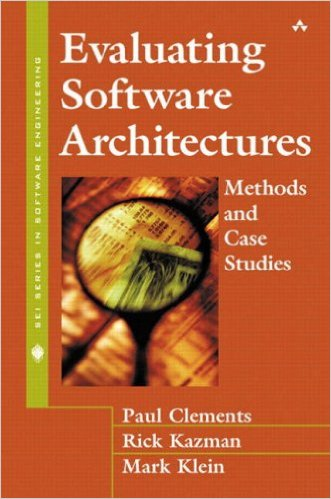 Evaluating
Software
Architectures
Methods
and
Case
Studies
SEI SERIES IN SOFTWARE ENGINEERING
Paul Clements
Rick Kazman
Mark Klein